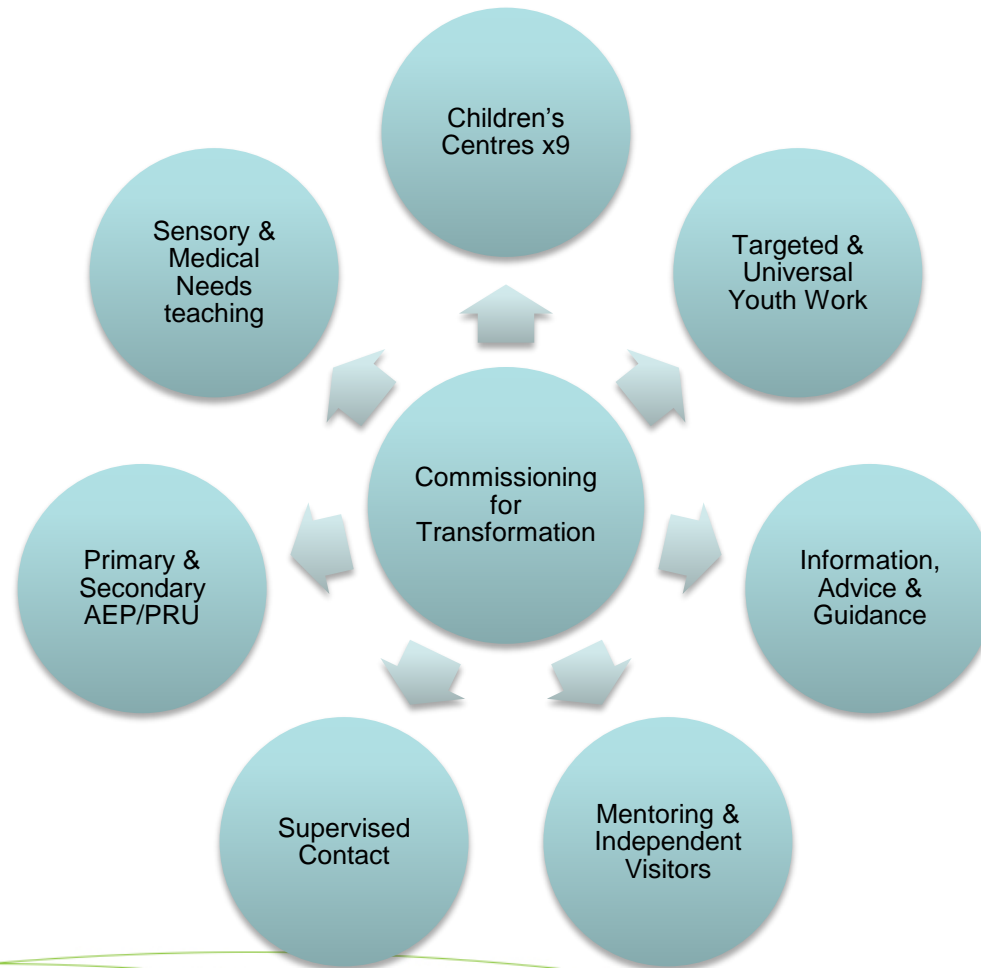 Children’s
Centres x9
Targeted &
Universal
Youth Work
Information,
Advice &
Guidance
Mentoring &
Independent
Visitors
Supervised
Contact
Primary &
Secondary
AEP/PRU
Sensory &
Medical
Needs
teaching
Commissioning
for
Transformation